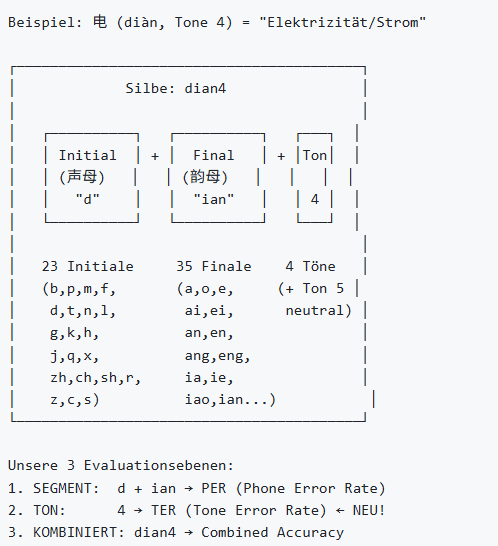 Beispiel: 电 (diàn, Tone 4) = "Elektrizität/Strom"
Silbe: dian4
Initial + Final + Ton
(声母) (韵母)
"d" "ian" 4
23 Initiale 35 Finale 4 Töne
(b,p,m,f, (a,o,e, (+ Ton 5
d,t,n,l, ai,ei, neutral)
g,k,h, an,en,
j,q,x, ang,eng,
zh,ch,sh,r, ia,ie,
z,c,s) iao,ian...)
Unsere 3 Evaluationsebenen:
1. SEGMENT: d + ian → PER (Phone Error Rate)
2. TON: 4 → TER (Tone Error Rate) ← NEU!
3. KOMBINIERT: dian4 → Combined Accuracy